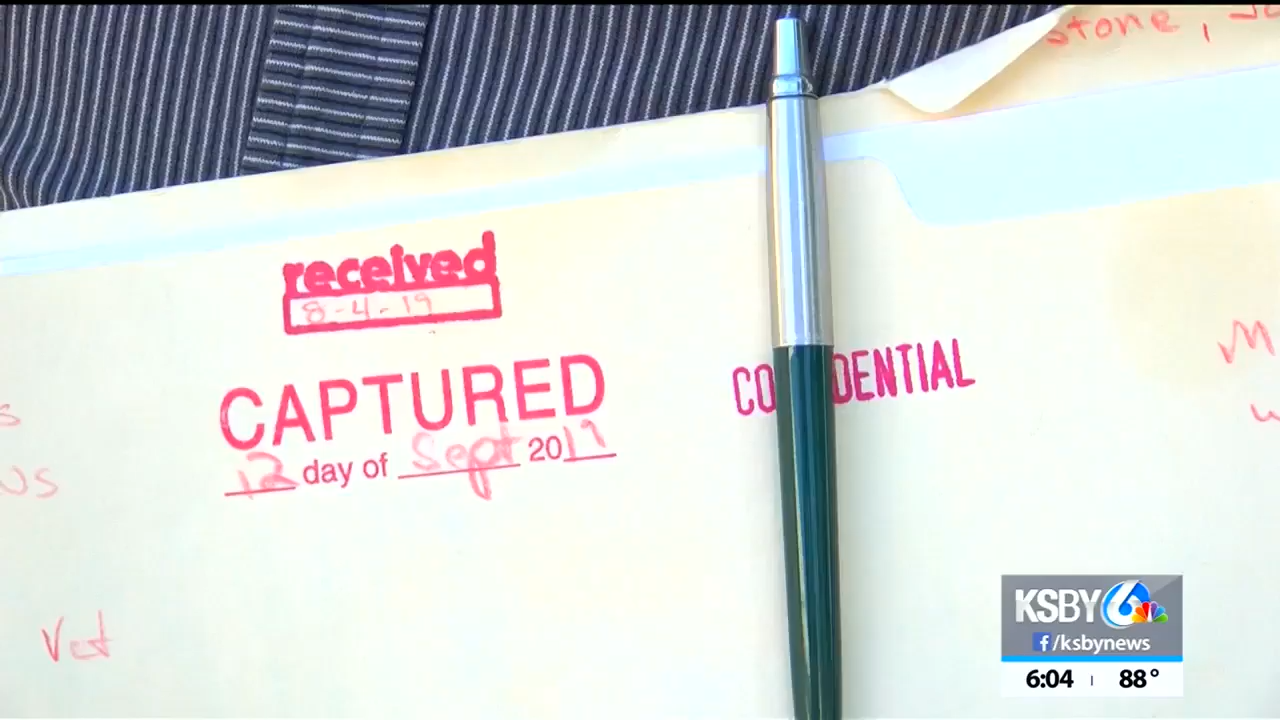 stone,
received
8-4-19
CAPTURED
12 day of Sept 2019
CO DENTIAL
Vet
KSBY 6
f/ksbynews
6:04 | 88°